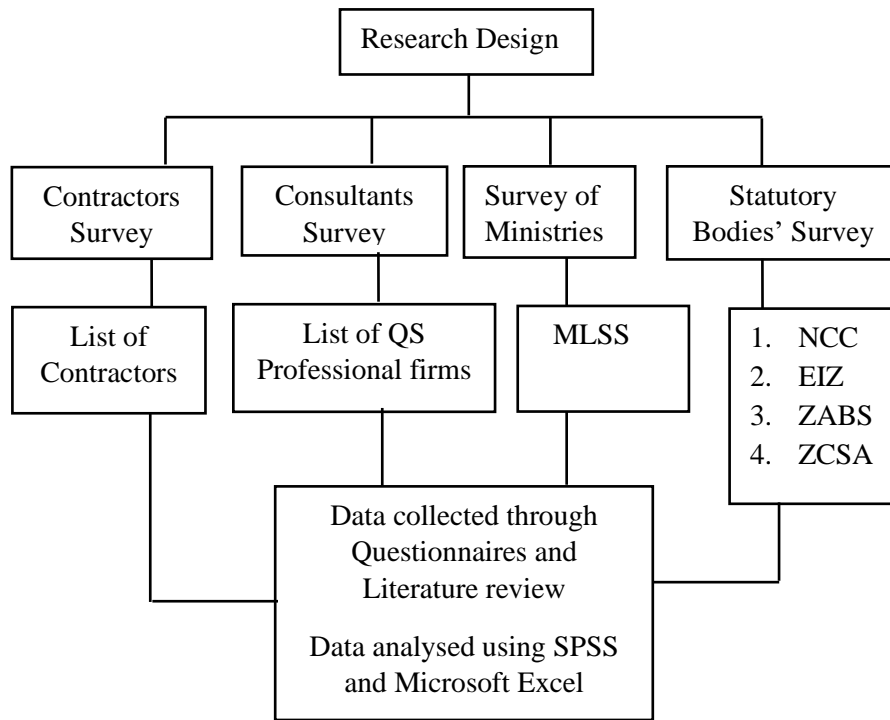 Research Design
Contractors
Survey
Consultants
Survey
Survey of
Ministries
Statutory
Bodies’ Survey
List of
Contractors
List of QS
Professional firms
MLSS
1. NCC
2. EIZ
3. ZABS
4. ZCSA
Data collected through
Questionnaires and
Literature review
Data analysed using SPSS
and Microsoft Excel